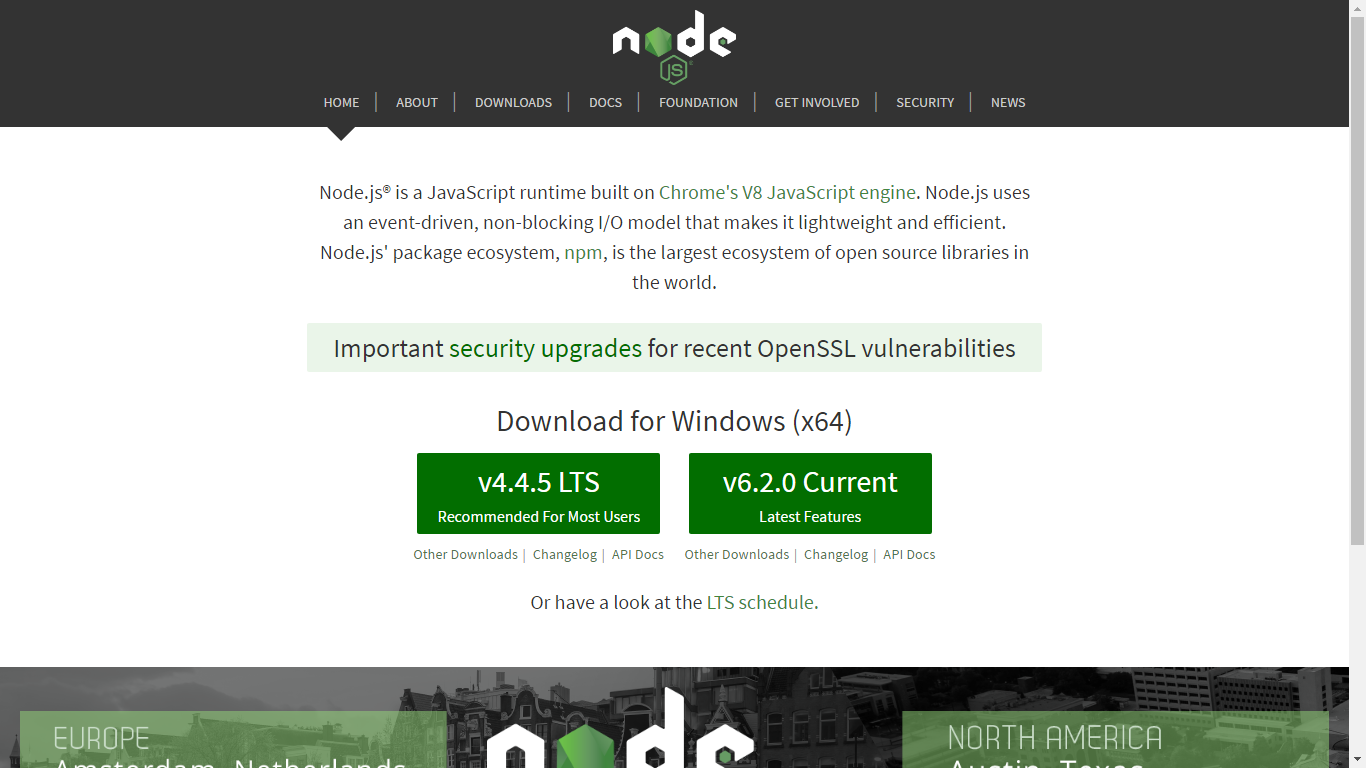 node
JS
HOME
ABOUT
DOWNLOADS
DOCS
FOUNDATION
GET INVOLVED
SECURITY
NEWS
Node.js® is a JavaScript runtime built on Chrome's V8 JavaScript engine. Node.js uses
an event-driven, non-blocking I/O model that makes it lightweight and efficient.
Node.js' package ecosystem, npm, is the largest ecosystem of open source libraries in
the world.
Important security upgrades for recent OpenSSL vulnerabilities
Download for Windows (x64)
v4.4.5 LTS
Recommended For Most Users
v6.2.0 Current
Latest Features
Other Downloads | Changelog | API Docs
Other Downloads | Changelog | API Docs
Or have a look at the LTS schedule.
EUROPE
Amsterdam, Netherlands
node
NORTH AMERICA
Austin, Texas